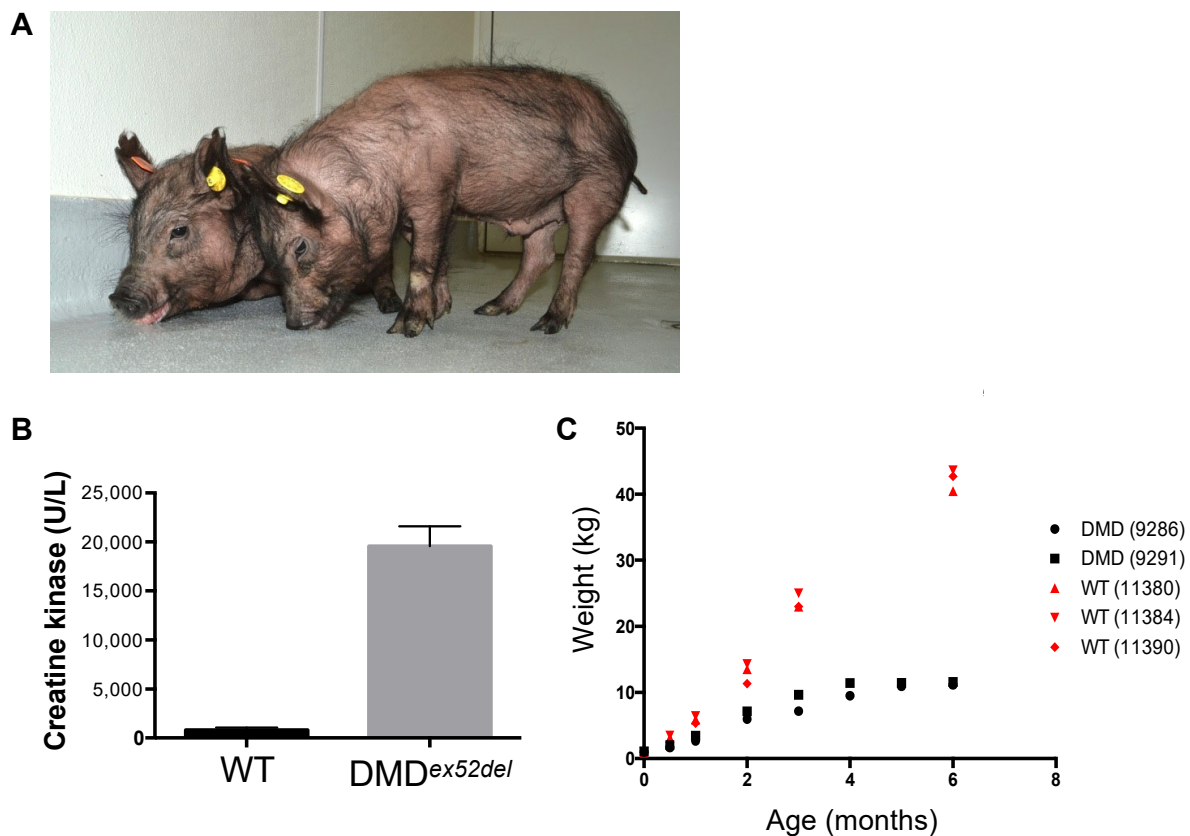 A
B
Creatine kinase (U/L)
25,000
20,000
15,000
10,000
5,000
0
WT
DMDex52del
C
Weight (kg)
50
40
30
20
10
0
0 2 4 6 8
Age (months)
DMD (9286)
DMD (9291)
WT (11380)
WT (11384)
WT (11390)